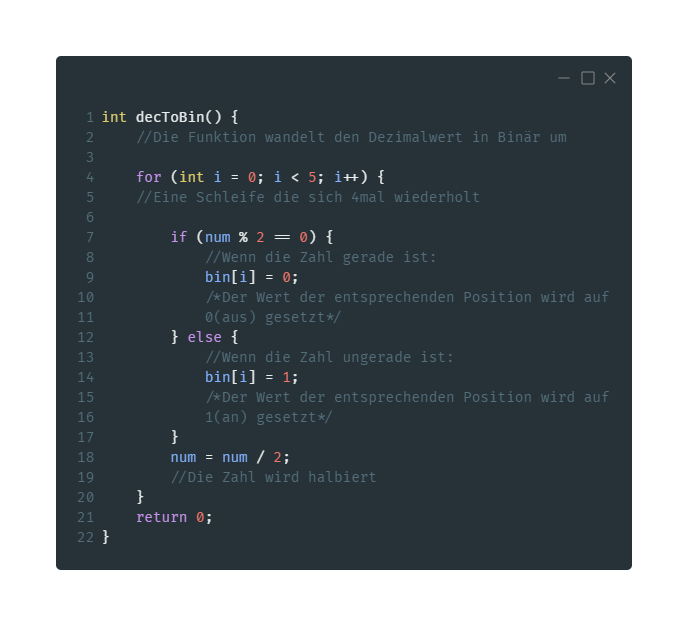 1 int decToBin() {
2 //Die Funktion wandelt den Dezimalwert in Binär um
3
4 for (int i = 0; i < 5; i++) {
5 //Eine Schleife die sich 4mal wiederholt
6
7 if (num % 2 == 0) {
8 //Wenn die Zahl gerade ist:
9 bin[i] = 0;
10 /*Der Wert der entsprechenden Position wird auf
11 0(aus) gesetzt*/
12 } else {
13 //Wenn die Zahl ungerade ist:
14 bin[i] = 1;
15 /*Der Wert der entsprechenden Position wird auf
16 1(an) gesetzt*/
17 }
18 num = num / 2;
19 //Die Zahl wird halbiert
20 }
21 return 0;
22 }